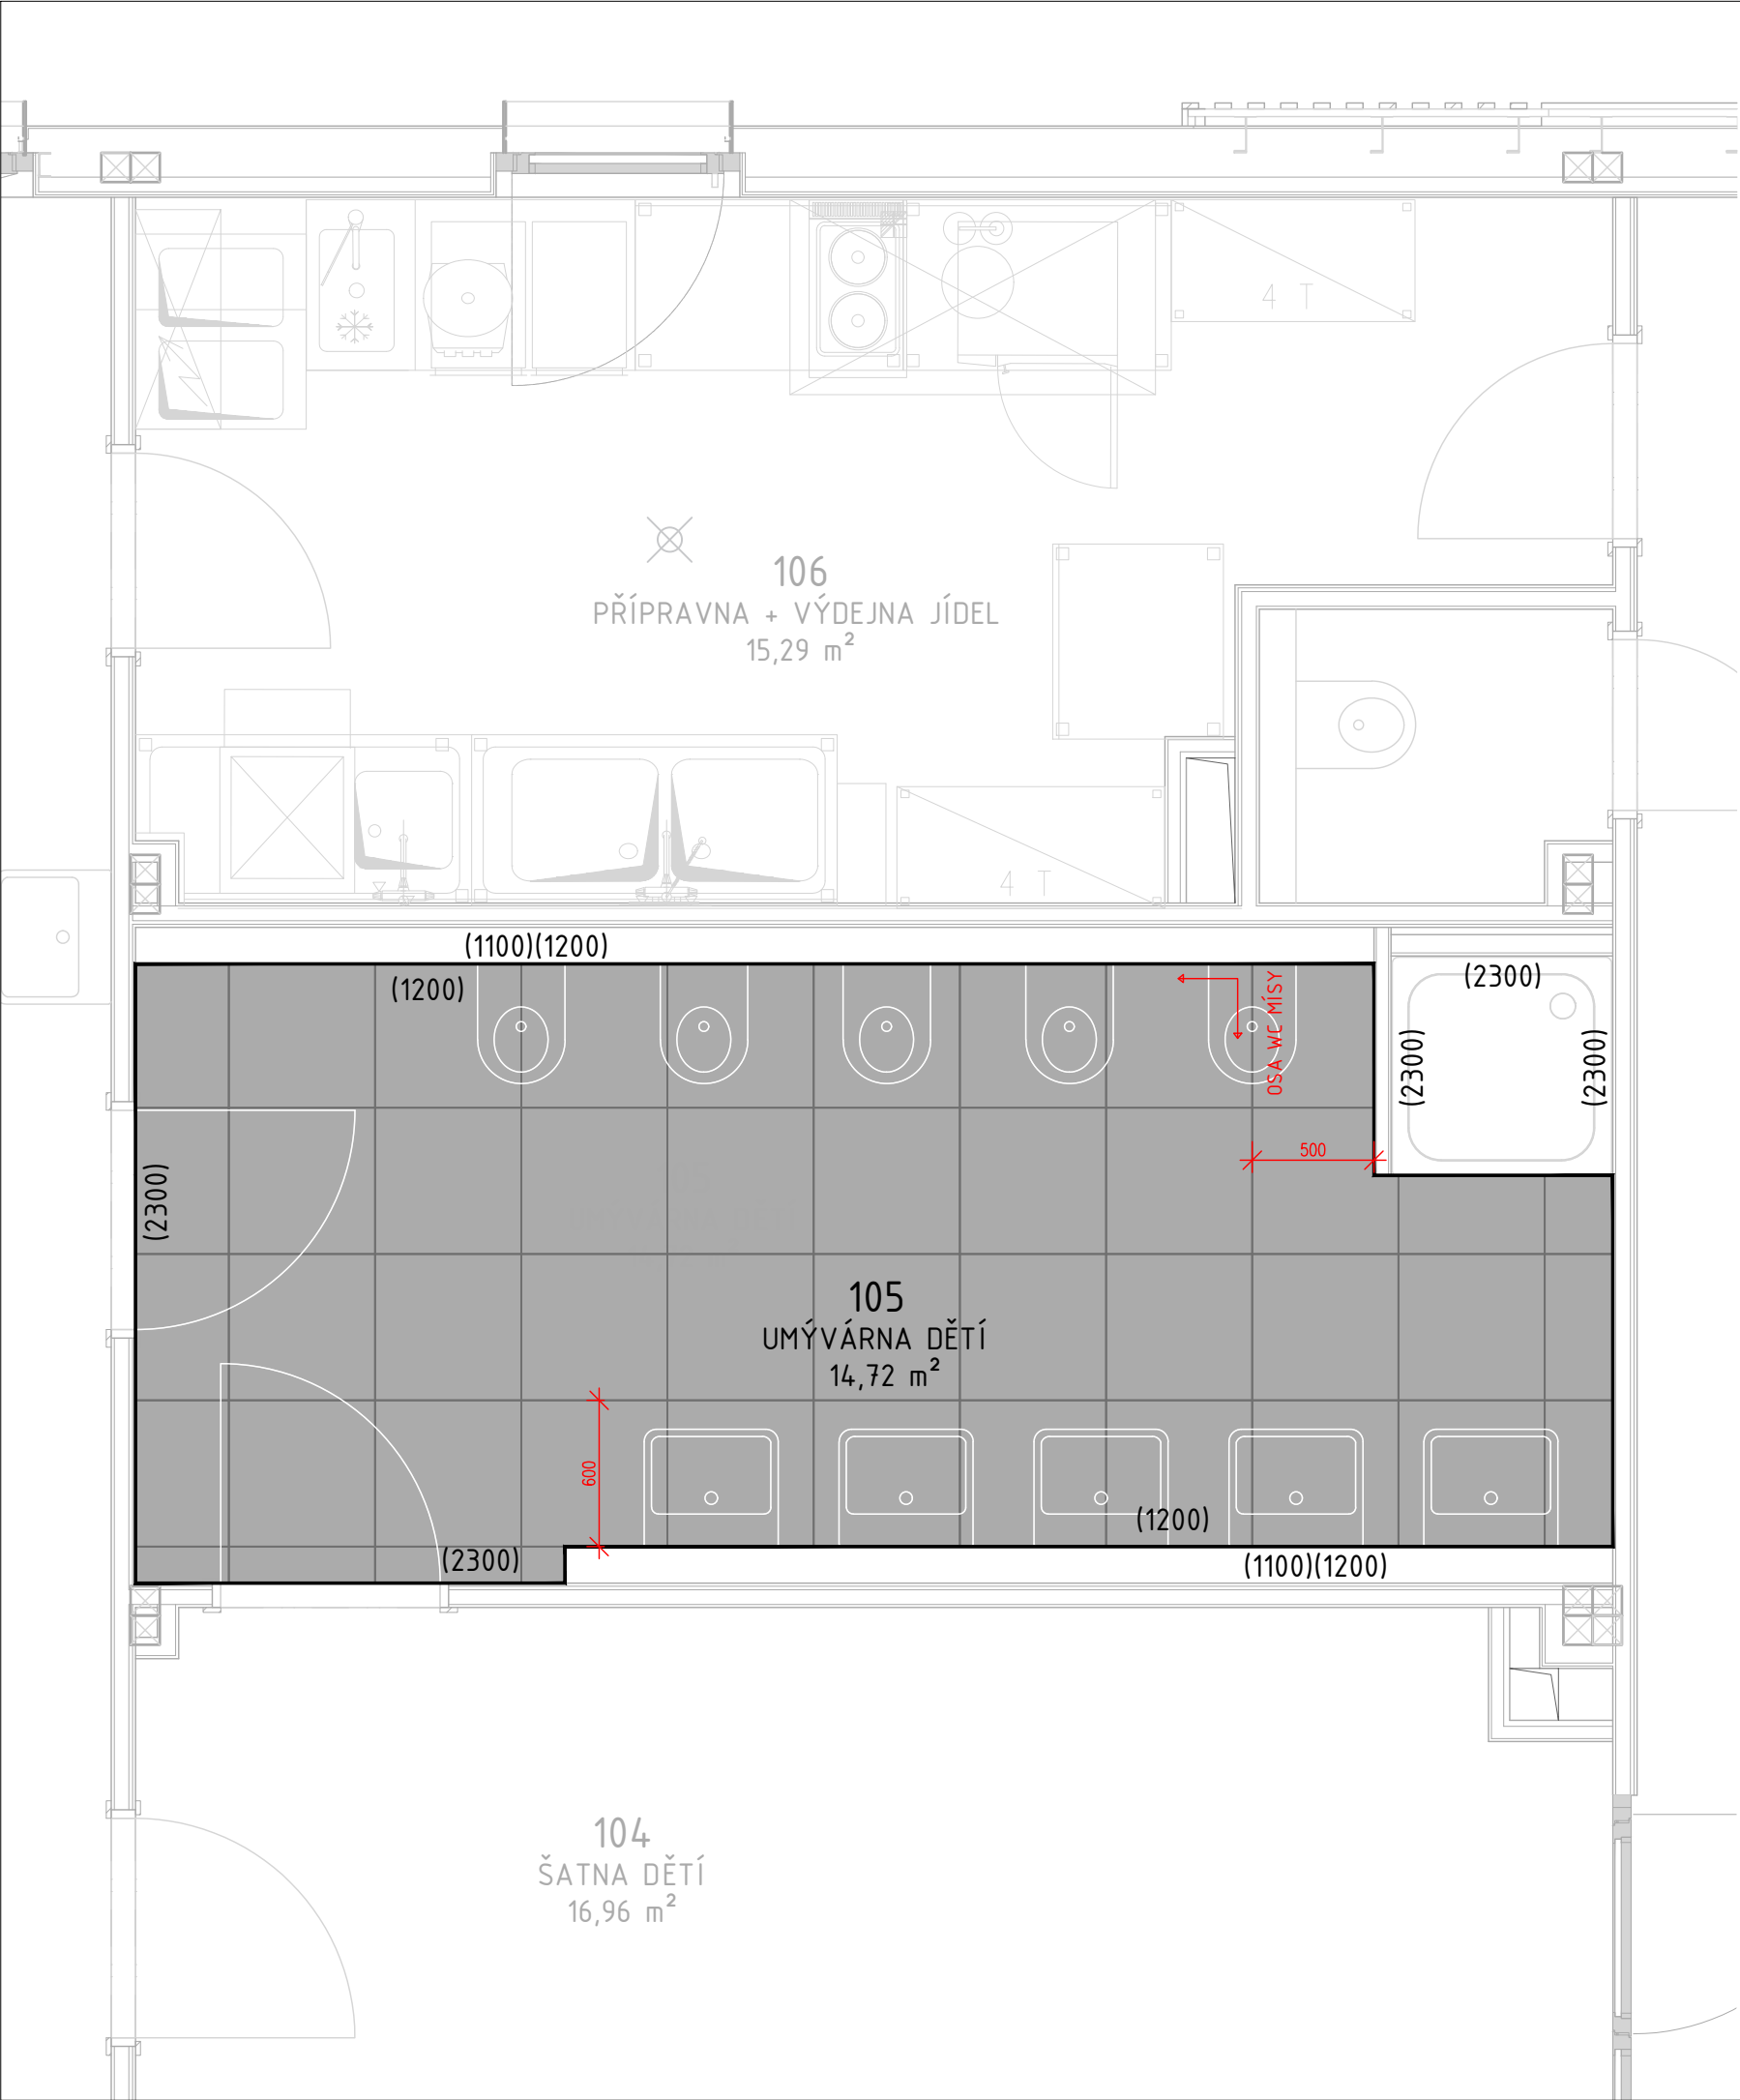 4 T
106
PŘÍPRAVNA + VÝDEJNA JÍDEL
15,29 m²
4 T
(1100)(1200)
(1200)
OSA WC MÍSY
(2300)
(2300)
(2300)
500
(2300)
105
UMÝVÁRNA DĚTÍ
14,72 m²
600
(1200)
(2300)
(1100)(1200)
104
ŠATNA DĚTÍ
16,96 m²